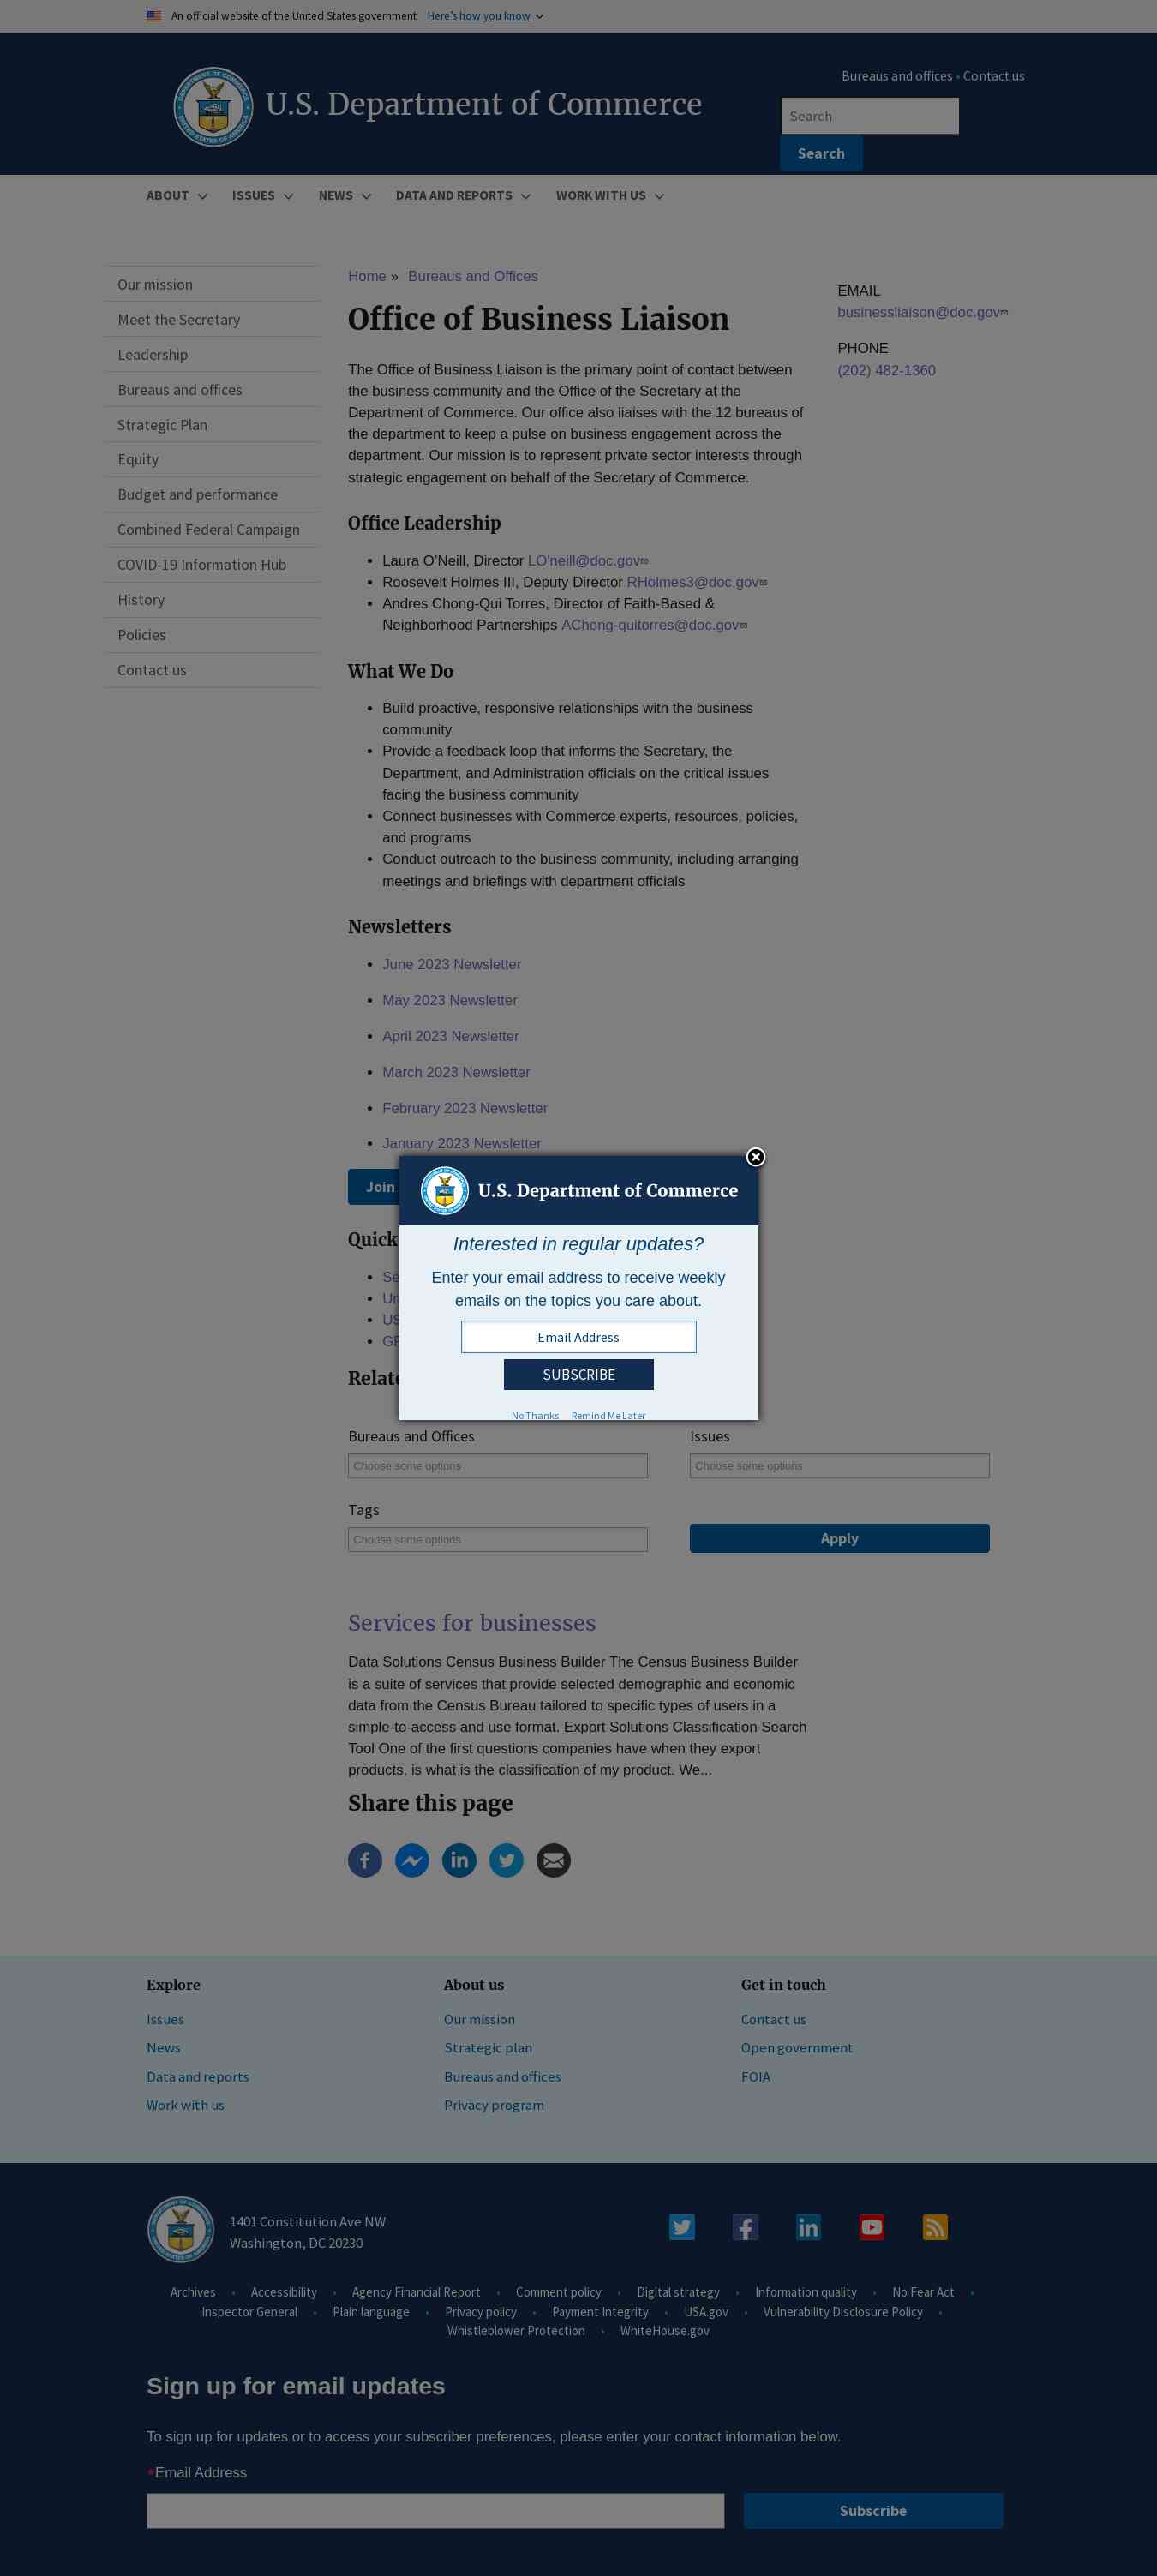 An official website of the United States government Here's how you know
Bureaus and offices • Contact us
U.S. Department of Commerce
Search
Search
ABOUT
ISSUES
NEWS
DATA AND REPORTS
WORK WITH US
Our mission
Meet the Secretary
Leadership
Bureaus and offices
Strategic Plan
Equity
Budget and performance
Combined Federal Campaign
COVID-19 Information Hub
History
Policies
Contact us
Home » Bureaus and Offices
Office of Business Liaison
The Office of Business Liaison is the primary point of contact between
the business community and the Office of the Secretary at the
Department of Commerce. Our office also liaises with the 12 bureaus of
the department to keep a pulse on business engagement across the
department. Our mission is to represent private sector interests through
strategic engagement on behalf of the Secretary of Commerce.
EMAIL
businessliaison@doc.gov
PHONE
(202) 482-1360
Office Leadership
Laura O'Neill, Director LO'neill@doc.gov
Roosevelt Holmes III, Deputy Director RHolmes3@doc.gov
Andres Chong-Qui Torres, Director of Faith-Based &
Neighborhood Partnerships AChong-quitorres@doc.gov
What We Do
Build proactive, responsive relationships with the business
community
Provide a feedback loop that informs the Secretary, the
Department, and Administration officials on the critical issues
facing the business community
Connect businesses with Commerce experts, resources, policies,
and programs
Conduct outreach to the business community, including arranging
meetings and briefings with department officials
Newsletters
June 2023 Newsletter
May 2023 Newsletter
April 2023 Newsletter
March 2023 Newsletter
February 2023 Newsletter
January 2023 Newsletter
Join
Quick
Se
Un
US
Relate
U.S. Department of Commerce
Interested in regular updates?
Enter your email address to receive weekly
emails on the topics you care about.
Email Address
SUBSCRIBE
No Thanks Remind Me Later
Bureaus and Offices
Choose some options
Issues
Choose some options
Tags
Choose some options
Apply
Services for businesses
Data Solutions Census Business Builder The Census Business Builder
is a suite of services that provide selected demographic and economic
data from the Census Bureau tailored to specific types of users in a
simple-to-access and use format. Export Solutions Classification Search
Tool One of the first questions companies have when they export
products, is what is the classification of my product. We...
Share this page
Explore
Issues
News
Data and reports
Work with us
About us
Our mission
Strategic plan
Bureaus and offices
Privacy program
Get in touch
Contact us
Open government
FOIA
1401 Constitution Ave NW
Washington, DC 20230
Archives • Accessibility • Agency Financial Report • Comment policy • Digital strategy • Information quality • No Fear Act •
Inspector General • Plain language • Privacy policy • Payment Integrity • USA.gov • Vulnerability Disclosure Policy •
Whistleblower Protection • WhiteHouse.gov
Sign up for email updates
To sign up for updates or to access your subscriber preferences, please enter your contact information below.
*Email Address
Subscribe